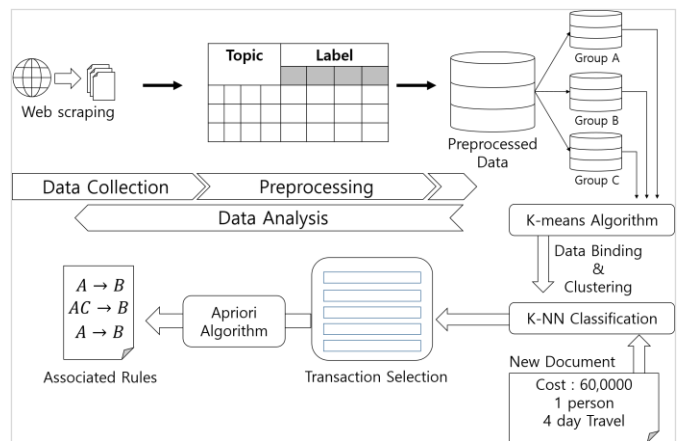 Web scraping
Topic
Label
Preprocessed
Data
Group A
Group B
Group C
Data Collection
Preprocessing
Data Analysis
K-means Algorithm
Data Binding
&
Clustering
K-NN Classification
New Document
Cost : 60,0000
1 person
4 day Travel
Transaction Selection
Apriori
Algorithm
A → B
AC → B
A → B
Associated Rules